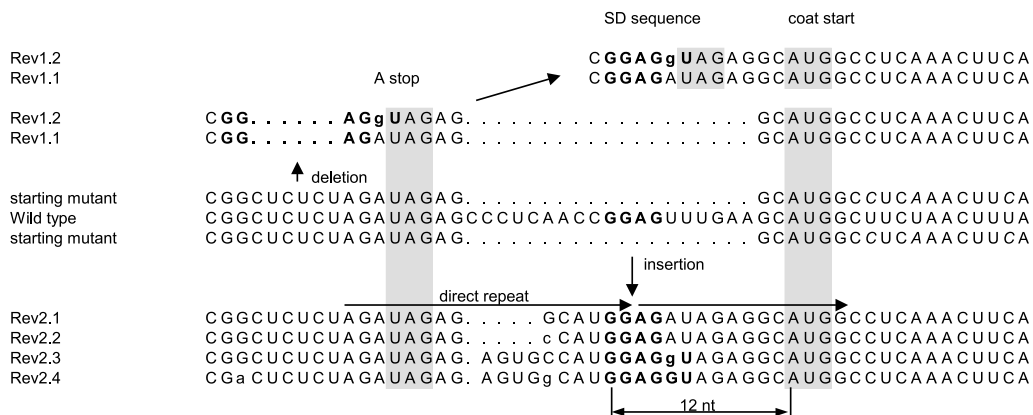 SD sequence coat start
Rev1.2 CGGAGgUAGAGGCAUGGCCUCAAACUUCA
Rev1.1 CGGAGAUAGAGGCAUGGCCUCAAACUUCA
A stop
Rev1.2 CGG......AGgUAGAG...................GCAUGGCCUCAAACUUCA
Rev1.1 CGG......AGAUAGAG...................GCAUGGCCUCAAACUUCA
deletion
starting mutant CGGCUCUCUAGAUAGAG...................GCAUGGCCUCAAACUUCA
Wild type CGGCUCUCUAGAUAGAGCCCUCAACCGGAGUUUGAAGCAUGGCUUCUAACUUUA
starting mutant CGGCUCUCUAGAUAGAG...................GCAUGGCCUCAAACUUCA
insertion
direct repeat
Rev2.1 CGGCUCUCUAGAUAGAG.....GCAUGGAGAUAGAGGCAUGGCCUCAAACUUCA
Rev2.2 CGGCUCUCUAGAUAGAG.....cCAUGGAGAUAGAGGCAUGGCCUCAAACUUCA
Rev2.3 CGGCUCUCUAGAUAGAG.AGUGCCAUGGAGgUAGAGGCAUGGCCUCAAACUUCA
Rev2.4 CGaCUCUCUAGAUAGAG.AGUGgCAUGGAGGUAGAGGCAUGGCCUCAAACUUCA
12 nt